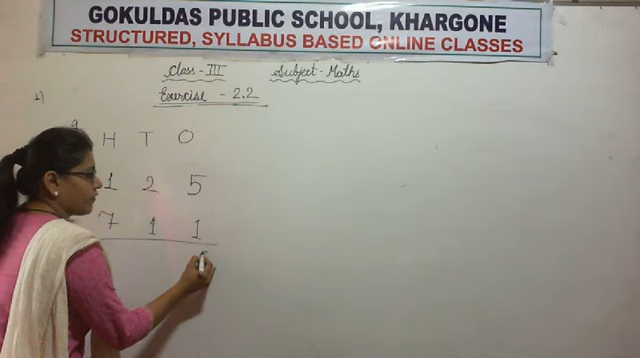 GOKULDAS PUBLIC SCHOOL, KHARGONE
STRUCTURED, SYLLABUS BASED ONLINE CLASSES
Class - III Subject - Maths
Exercise - 2.2
H T O
1 2 5
7 1 1